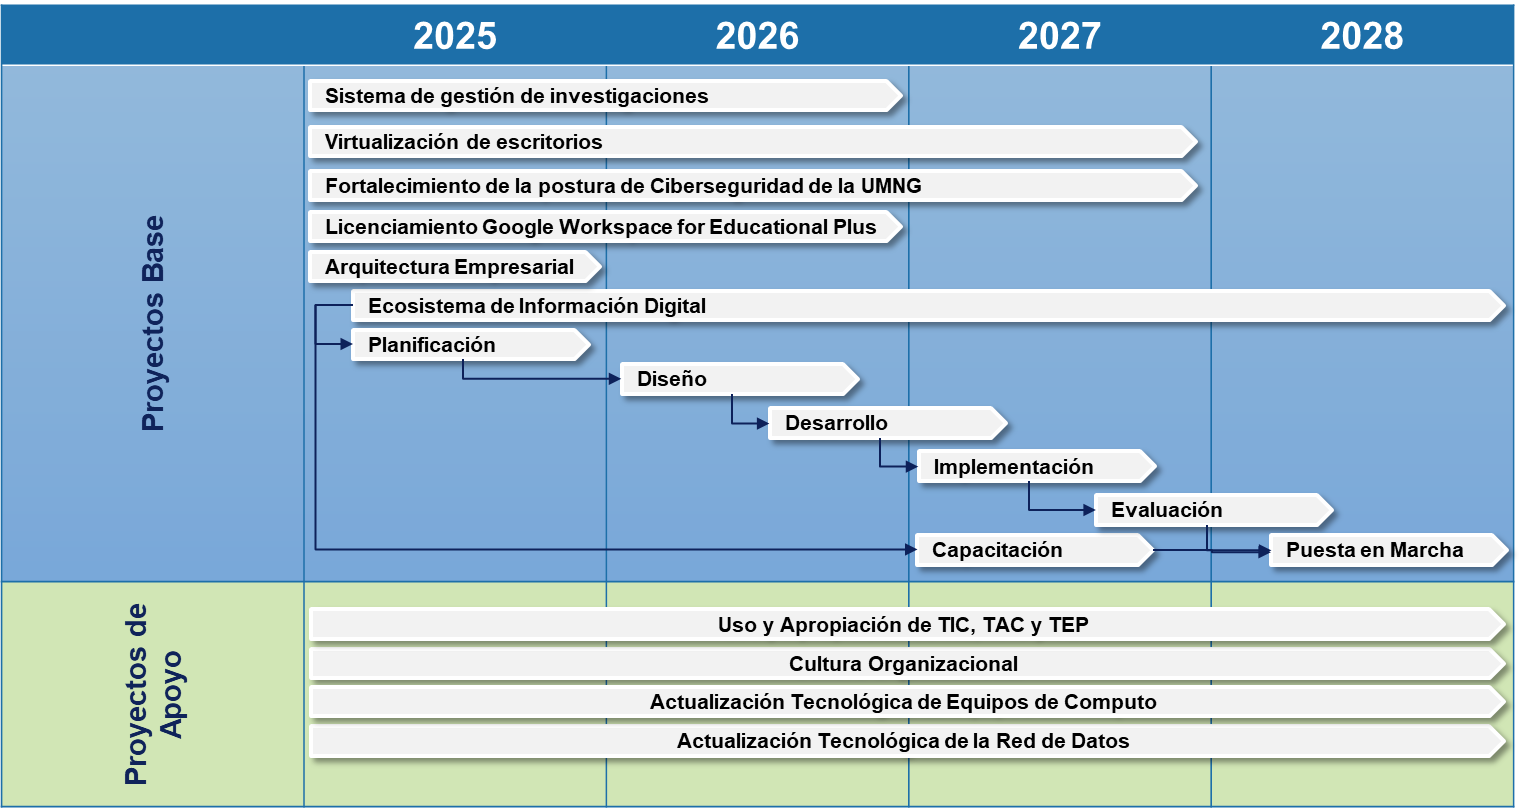 2025
2026
2027
2028
Proyectos Base
Sistema de gestión de investigaciones
Virtualización de escritorios
Fortalecimiento de la postura de Ciberseguridad de la UMNG
Licenciamiento Google Workspace for Educational Plus
Arquitectura Empresarial
Ecosistema de Información Digital
Planificación
Diseño
Desarrollo
Implementación
Evaluación
Capacitación
Puesta en Marcha
Proyectos de
Apoyo
Uso y Apropiación de TIC, TAC y TEP
Cultura Organizacional
Actualización Tecnológica de Equipos de Computo
Actualización Tecnológica de la Red de Datos